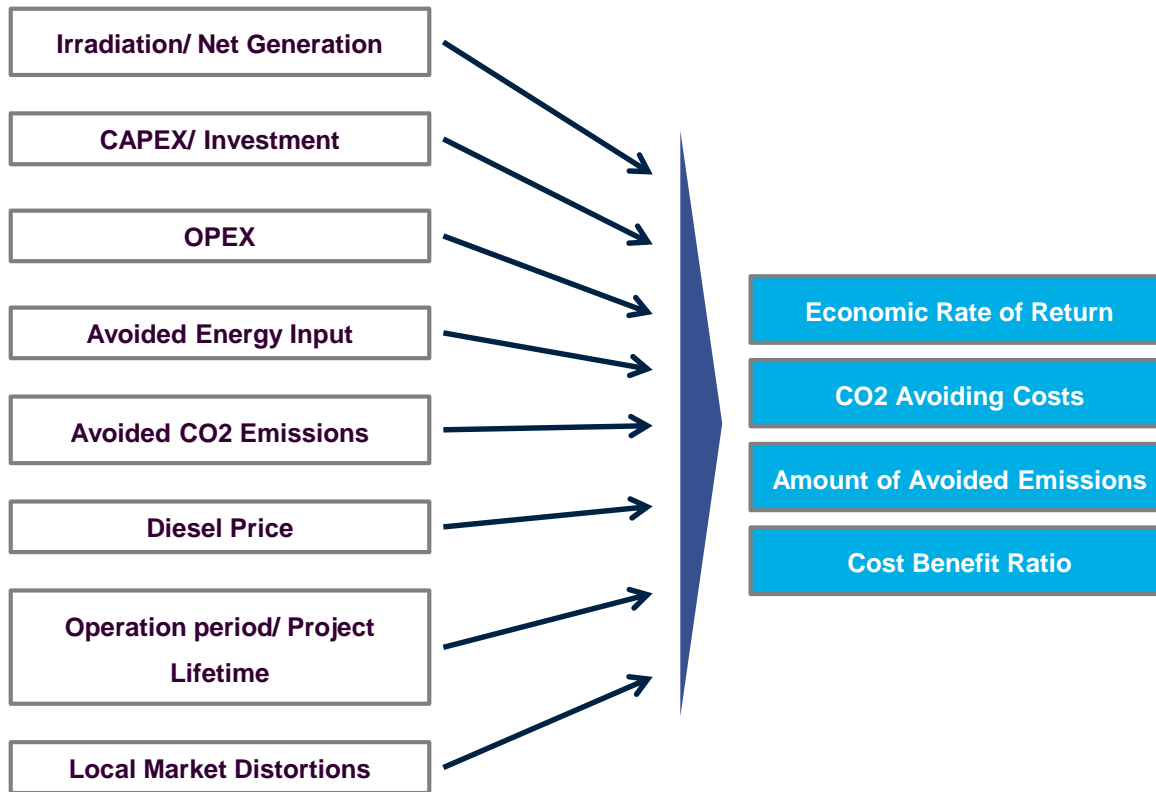 Irradiation/ Net Generation
CAPEX/ Investment
OPEX
Avoided Energy Input
Avoided CO2 Emissions
Diesel Price
Operation period/ Project
Lifetime
Local Market Distortions
Economic Rate of Return
CO2 Avoiding Costs
Amount of Avoided Emissions
Cost Benefit Ratio